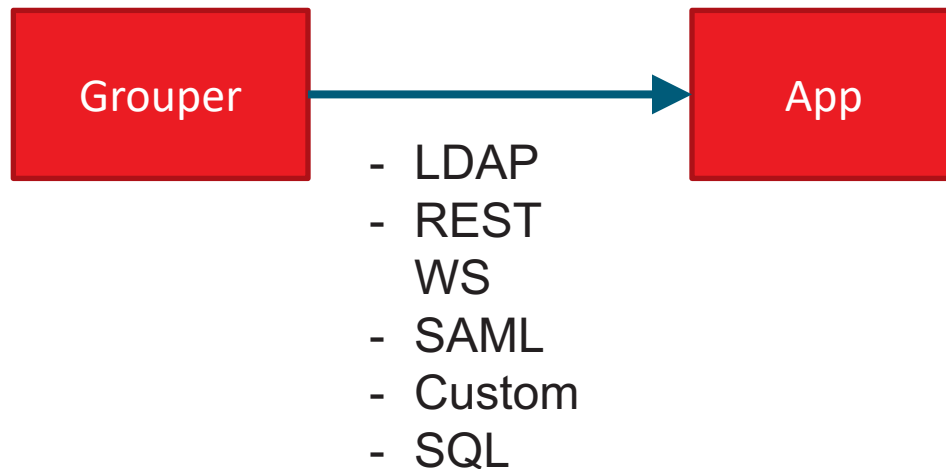 Grouper
App
- LDAP
- REST
WS
- SAML
- Custom
- SQL